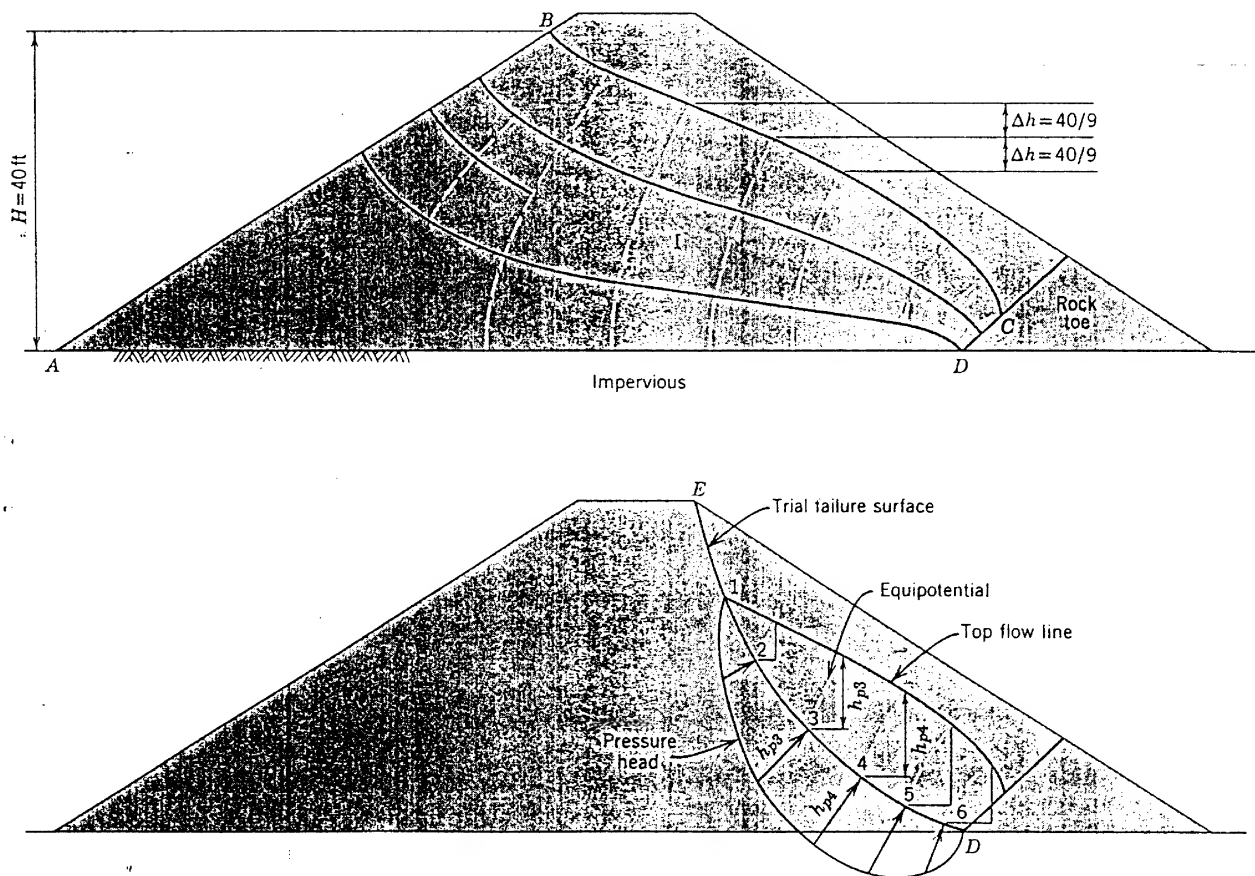 B
H = 40 ft
Δh = 40/9
Δh = 40/9
I
C
Rock
toe
A
D
Impervious
E
Trial failure surface
1
Equipotential
Top flow line
2
3
h_p3
Pressure
head
h_p3
4
h_p4
h_p4
5
6
D